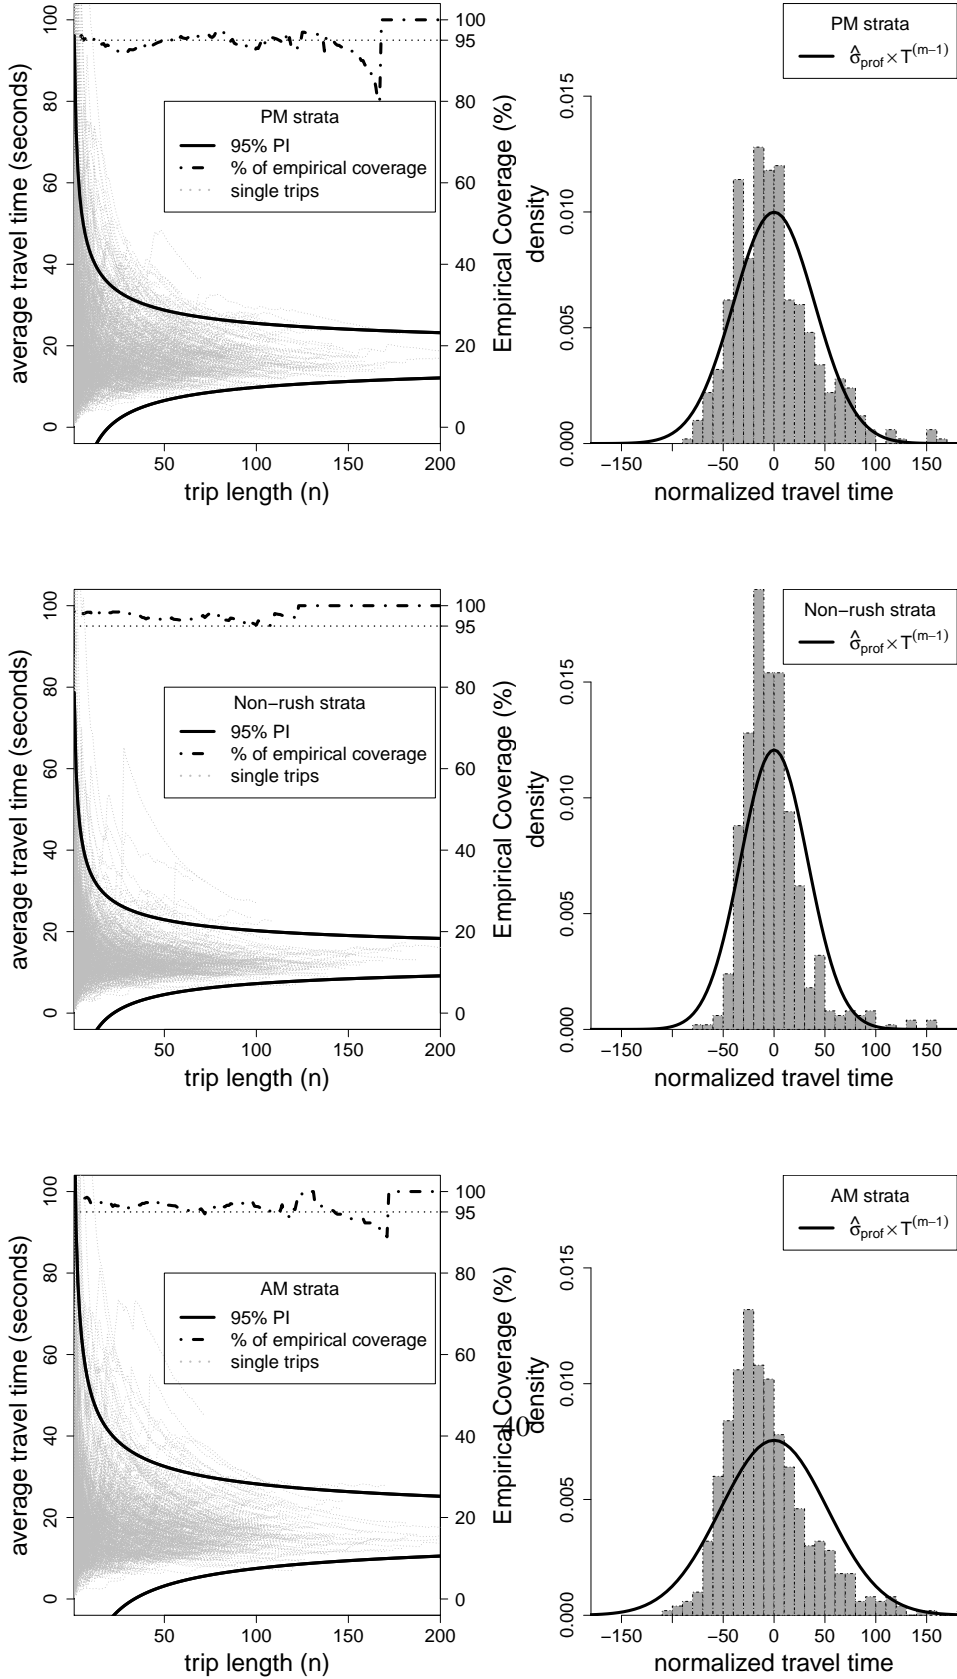 average travel time (seconds)
0 20 40 60 80 100
50 100 150 200
trip length (n)
0 20 40 60 80 95 100
Empirical Coverage (%)
PM strata
95% PI
% of empirical coverage
single trips
density
0.000 0.005 0.010 0.015
−150 −50 0 50 100 150
normalized travel time
PM strata
σ̂prof × T(m−1)
average travel time (seconds)
0 20 40 60 80 100
50 100 150 200
trip length (n)
0 20 40 60 80 95 100
Empirical Coverage (%)
Non−rush strata
95% PI
% of empirical coverage
single trips
density
0.000 0.005 0.010 0.015
−150 −50 0 50 100 150
normalized travel time
Non−rush strata
σ̂prof × T(m−1)
average travel time (seconds)
0 20 40 60 80 100
50 100 150 200
trip length (n)
0 20 40 60 80 95 100
Empirical Coverage (%)
AM strata
95% PI
% of empirical coverage
single trips
40
density
0.000 0.005 0.010 0.015
−150 −50 0 50 100 150
normalized travel time
AM strata
σ̂prof × T(m−1)